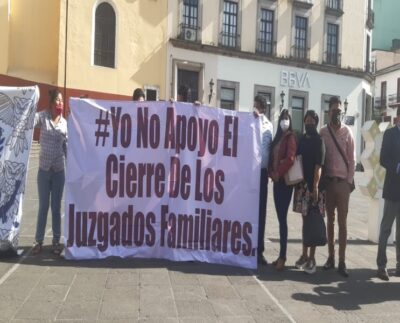 BBVA
#Yo No Apoyo El
Cierre De Los
Juzgados Familiares.